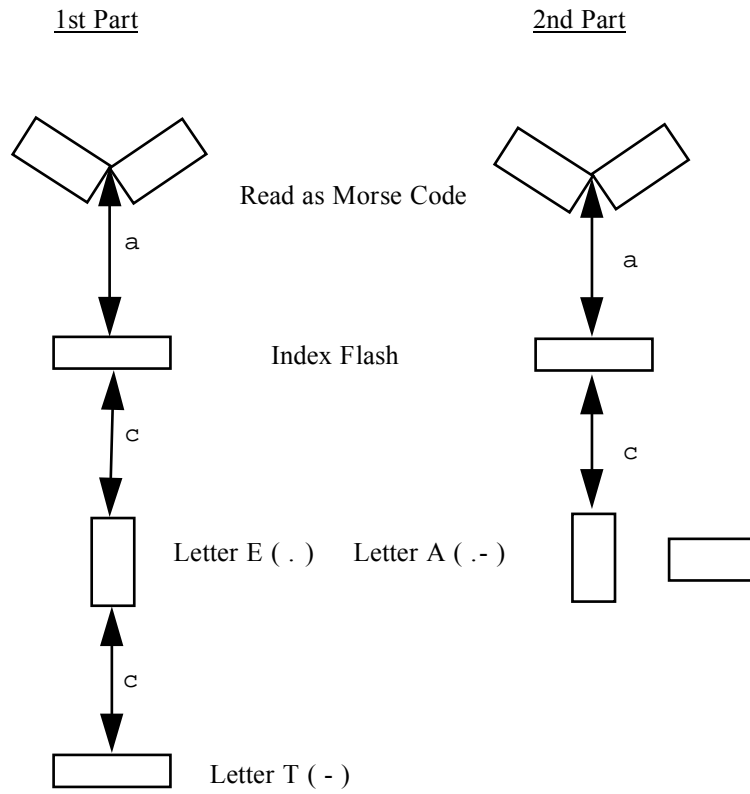 1st Part 2nd Part
Read as Morse Code
a a
Index Flash
c c
Letter E ( . ) Letter A ( .- )
c
Letter T ( - )